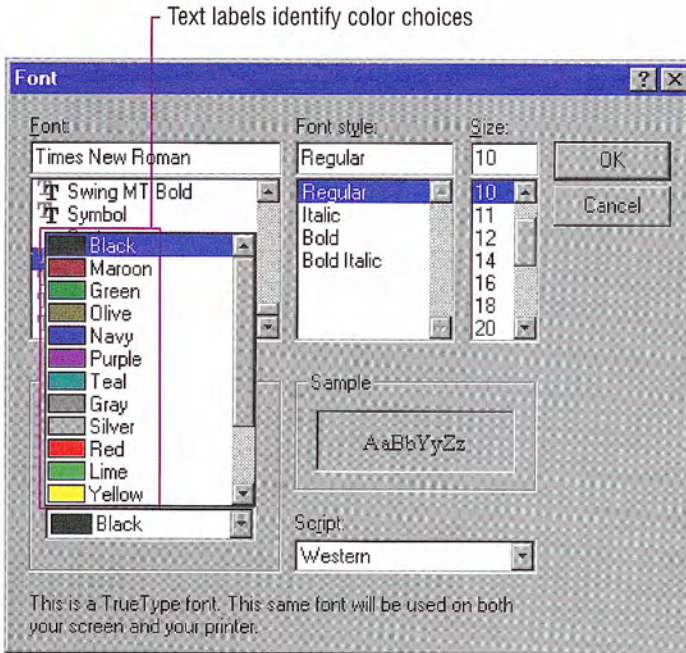 Text labels identify color choices
Font
Font:
Font style:
Size:
Times New Roman
Regular
10
OK
Cancel
Swing MT Bold
Symbol
Regular
Italic
Bold
Bold Italic
10
11
12
14
16
18
20
Black
Maroon
Green
Olive
Navy
Purple
Teal
Gray
Silver
Red
Lime
Yellow
Black
Sample
AaBbYyZz
Script:
Western
This is a TrueType font. This same font will be used on both
your screen and your printer.